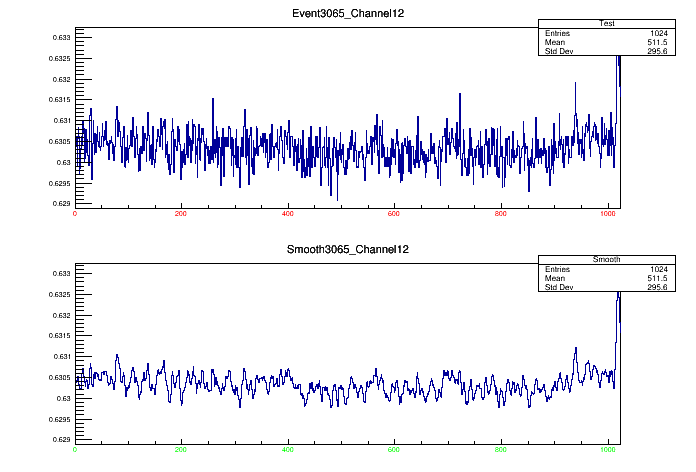 Event3065_Channel12
Test
Entries 1024
Mean 511.5
Std Dev 295.6
0.633
0.6325
0.632
0.6315
0.631
0.6305
0.63
0.6295
0.629
0 200 400 600 800 1000
Smooth3065_Channel12
Smooth
Entries 1024
Mean 511.5
Std Dev 295.6
0.633
0.6325
0.632
0.6315
0.631
0.6305
0.63
0.6295
0.629
0 200 400 600 800 1000